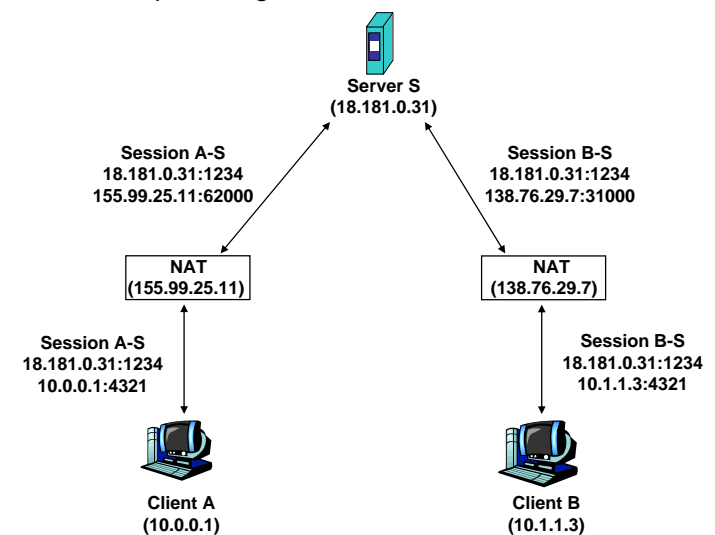 Server S
(18.181.0.31)
Session A-S
18.181.0.31:1234
155.99.25.11:62000
Session B-S
18.181.0.31:1234
138.76.29.7:31000
NAT
(155.99.25.11)
NAT
(138.76.29.7)
Session A-S
18.181.0.31:1234
10.0.0.1:4321
Session B-S
18.181.0.31:1234
10.1.1.3:4321
Client A
(10.0.0.1)
Client B
(10.1.1.3)